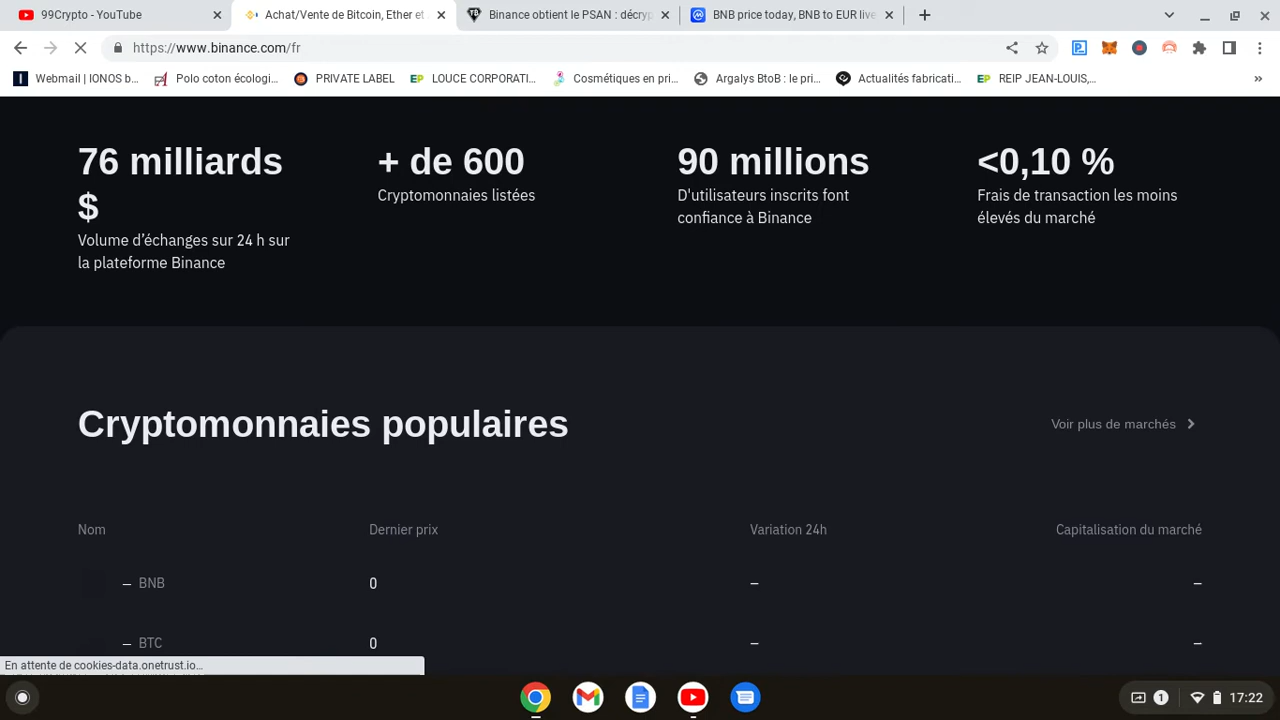 99Crypto - YouTube
Achat/Vente de Bitcoin, Ether et
Binance obtient le PSAN : décryp
BNB price today, BNB to EUR live
https://www.binance.com/fr
Webmail | IONOS b...
Polo coton écologi...
PRIVATE LABEL
EP LOUCE CORPORATI...
Cosmétiques en pri...
Argalys BtoB : le pri...
Actualités fabricati...
EP REIP JEAN-LOUIS,...
76 milliards
$
Volume d'échanges sur 24 h sur
la plateforme Binance
+ de 600
Cryptomonnaies listées
90 millions
D'utilisateurs inscrits font
confiance à Binance
<0,10 %
Frais de transaction les moins
élevés du marché
Cryptomonnaies populaires
Voir plus de marchés
Nom Dernier prix Variation 24h Capitalisation du marché
– BNB 0 – –
– BTC 0 – –
En attente de cookies-data.onetrust.io...
1 17:22